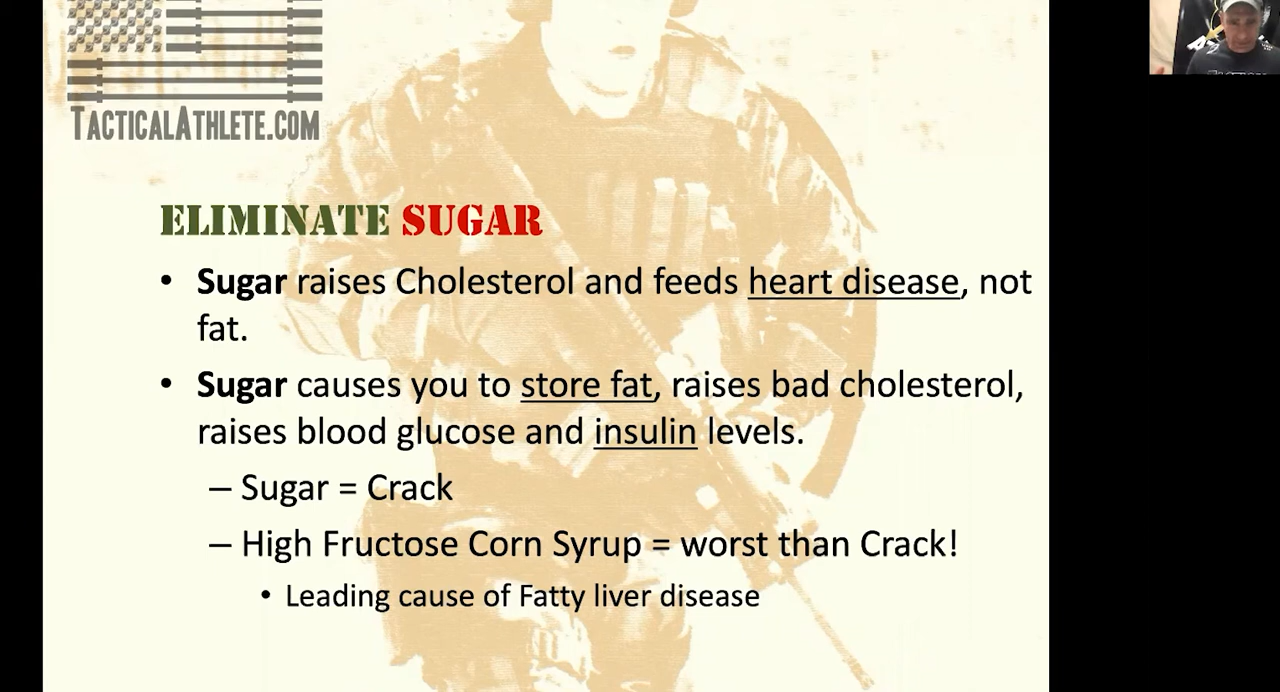 TACTICALATHLETE.COM
ELIMINATE SUGAR
• Sugar raises Cholesterol and feeds heart disease, not
fat.
• Sugar causes you to store fat, raises bad cholesterol,
raises blood glucose and insulin levels.
– Sugar = Crack
– High Fructose Corn Syrup = worst than Crack!
• Leading cause of Fatty liver disease